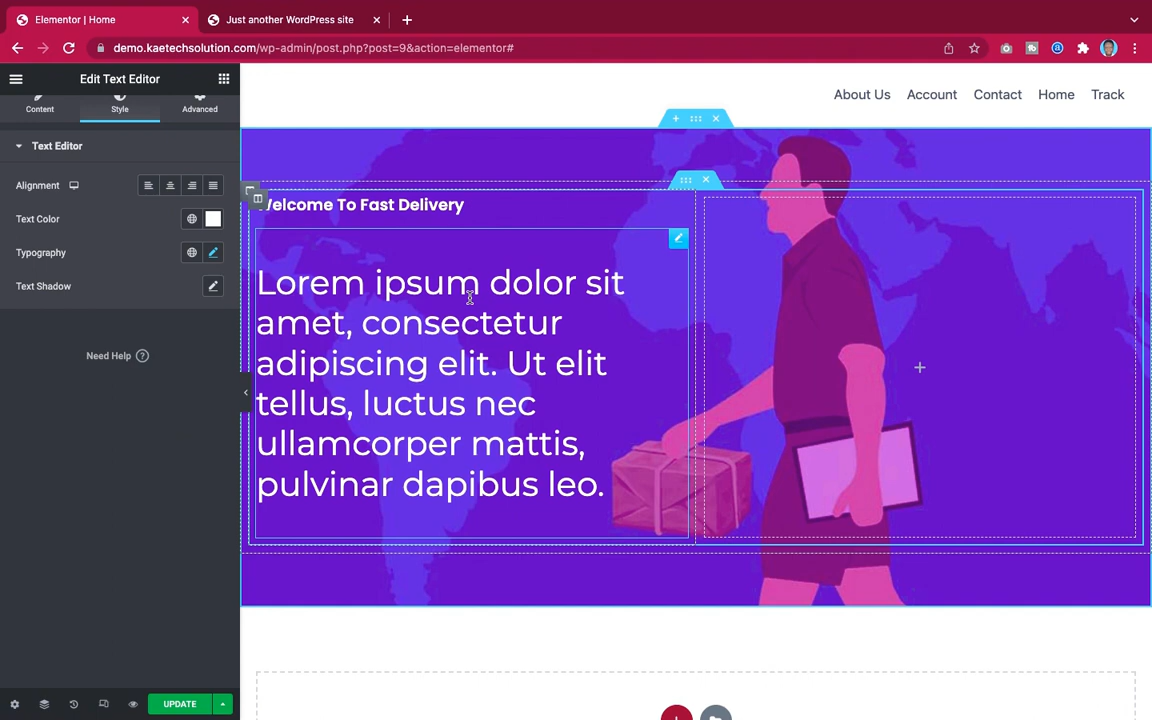 Elementor | Home
Just another WordPress site
demo.kaetechsolution.com/wp-admin/post.php?post=9&action=elementor#
Edit Text Editor
Content
Style
Advanced
Text Editor
Alignment
Text Color
Typography
Text Shadow
Need Help ?
UPDATE
About Us
Account
Contact
Home
Track
Welcome To Fast Delivery
Lorem ipsum dolor sit
amet, consectetur
adipiscing elit. Ut elit
tellus, luctus nec
ullamcorper mattis,
pulvinar dapibus leo.